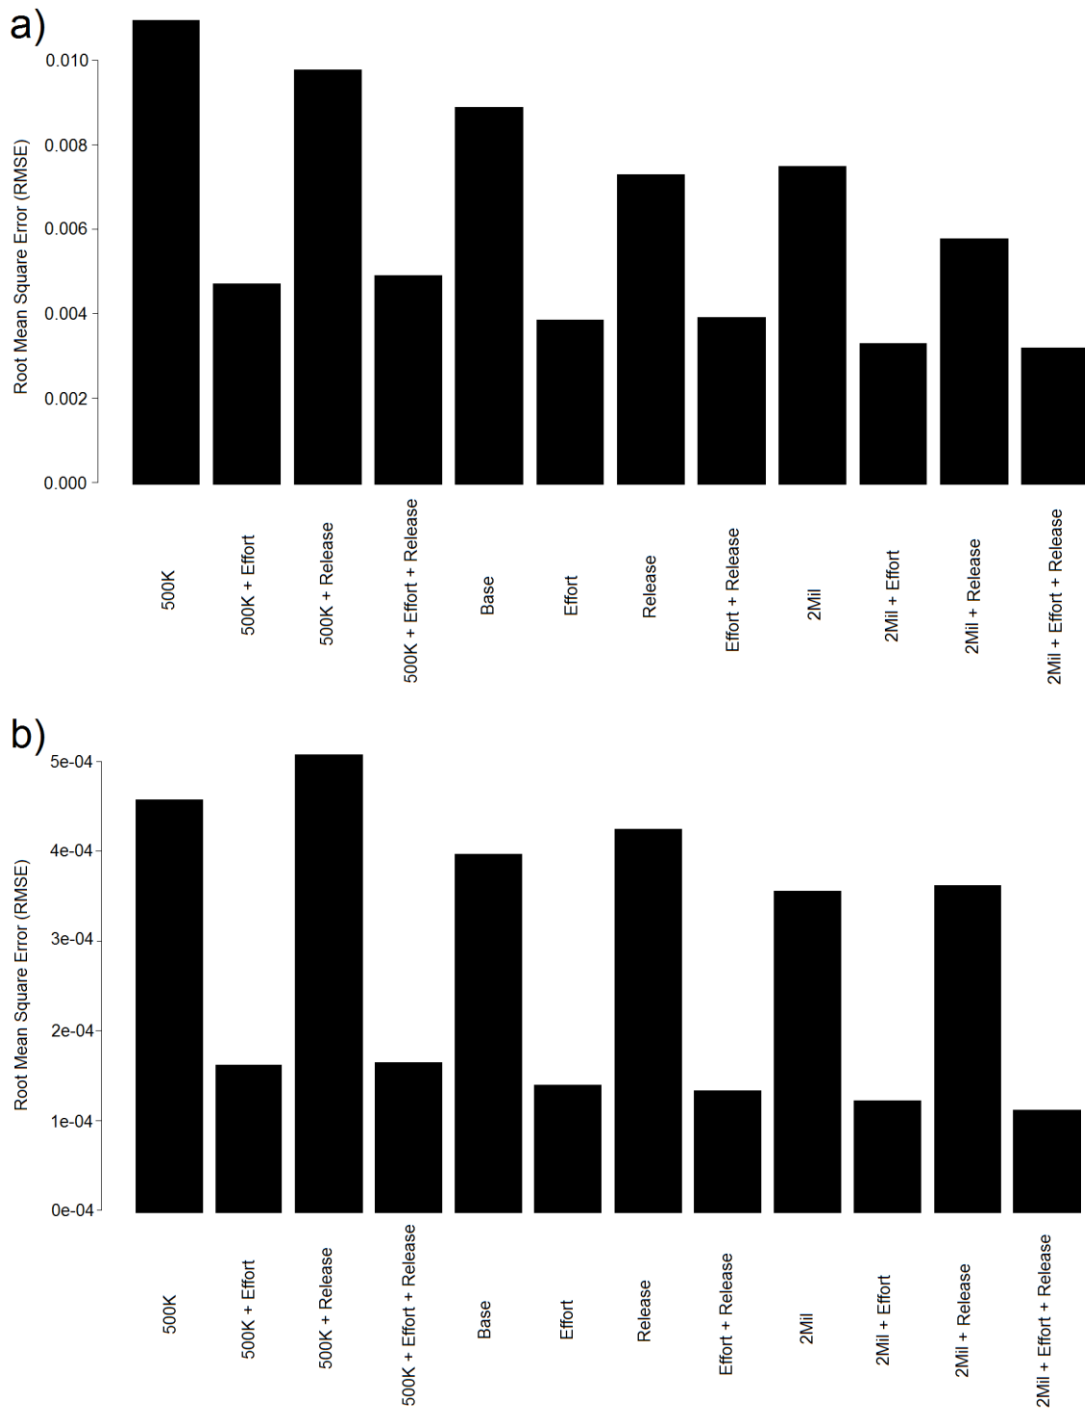 a)
Root Mean Square Error (RMSE)
0.010
0.008
0.006
0.004
0.002
0.000
500K
500K + Effort
500K + Release
500K + Effort + Release
Base
Effort
Release
Effort + Release
2Mil
2Mil + Effort
2Mil + Release
2Mil + Effort + Release
b)
Root Mean Square Error (RMSE)
5e-04
4e-04
3e-04
2e-04
1e-04
0e-04
500K
500K + Effort
500K + Release
500K + Effort + Release
Base
Effort
Release
Effort + Release
2Mil
2Mil + Effort
2Mil + Release
2Mil + Effort + Release